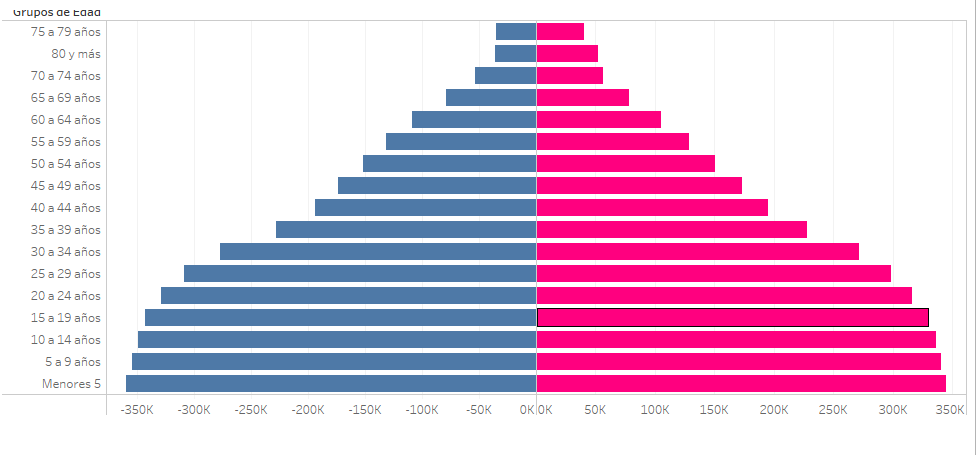 Grupos de Edad
75 a 79 años
80 y más
70 a 74 años
65 a 69 años
60 a 64 años
55 a 59 años
50 a 54 años
45 a 49 años
40 a 44 años
35 a 39 años
30 a 34 años
25 a 29 años
20 a 24 años
15 a 19 años
10 a 14 años
5 a 9 años
Menores 5
-350K -300K -250K -200K -150K -100K -50K 0K 0K 50K 100K 150K 200K 250K 300K 350K